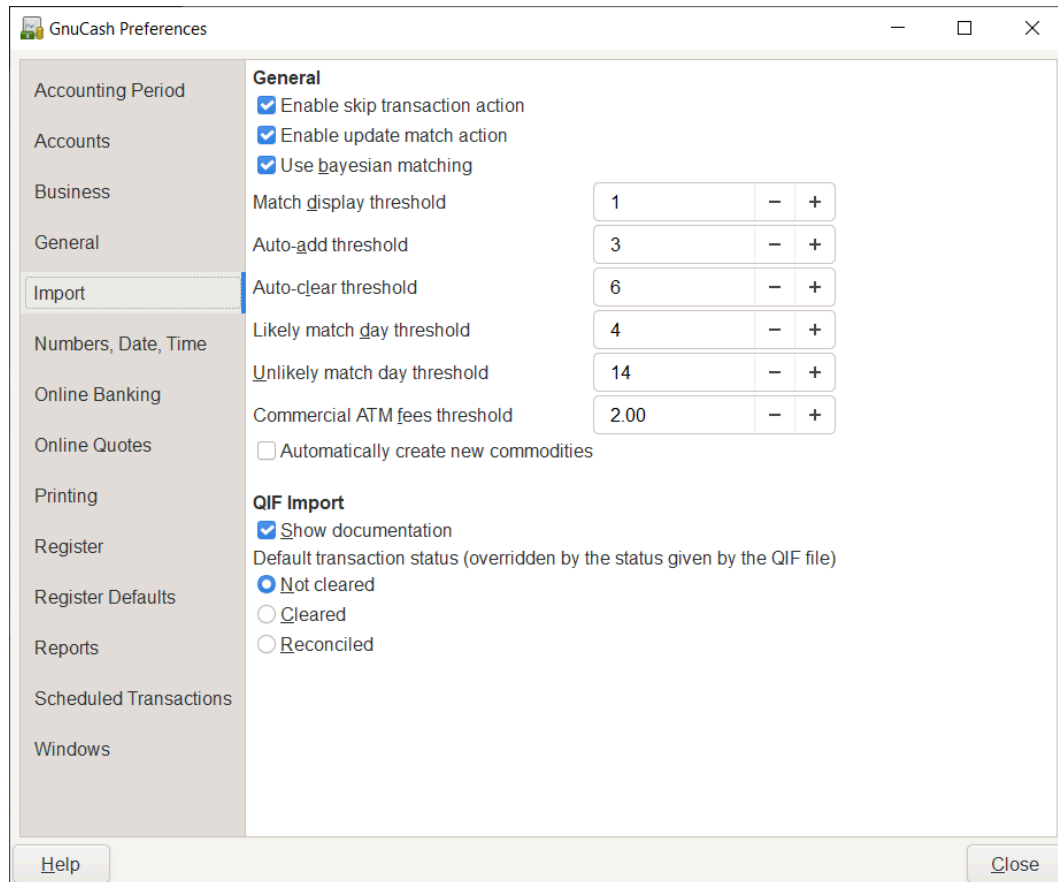 GnuCash Preferences
Accounting Period
Accounts
Business
General
Import
Numbers, Date, Time
Online Banking
Online Quotes
Printing
Register
Register Defaults
Reports
Scheduled Transactions
Windows
General
Enable skip transaction action
Enable update match action
Use bayesian matching
Match display threshold 1 − +
Auto-add threshold 3 − +
Auto-clear threshold 6 − +
Likely match day threshold 4 − +
Unlikely match day threshold 14 − +
Commercial ATM fees threshold 2.00 − +
Automatically create new commodities
QIF Import
Show documentation
Default transaction status (overridden by the status given by the QIF file)
Not cleared
Cleared
Reconciled
Help
Close